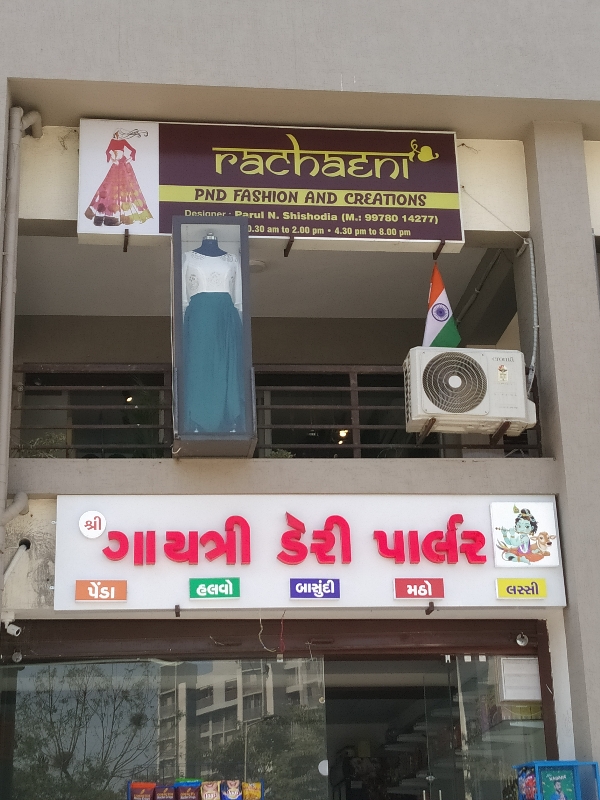 rachaeni
PND FASHION AND CREATIONS
Designer : Parul N. Shishodia (M.: 99780 14277)
0.30 am to 2.00 pm • 4.30 pm to 8.00 pm
શ્રી ગાયત્રી ડેરી પાર્લર
પેંડા હલવો બાસુંદી મઠો લસ્સી